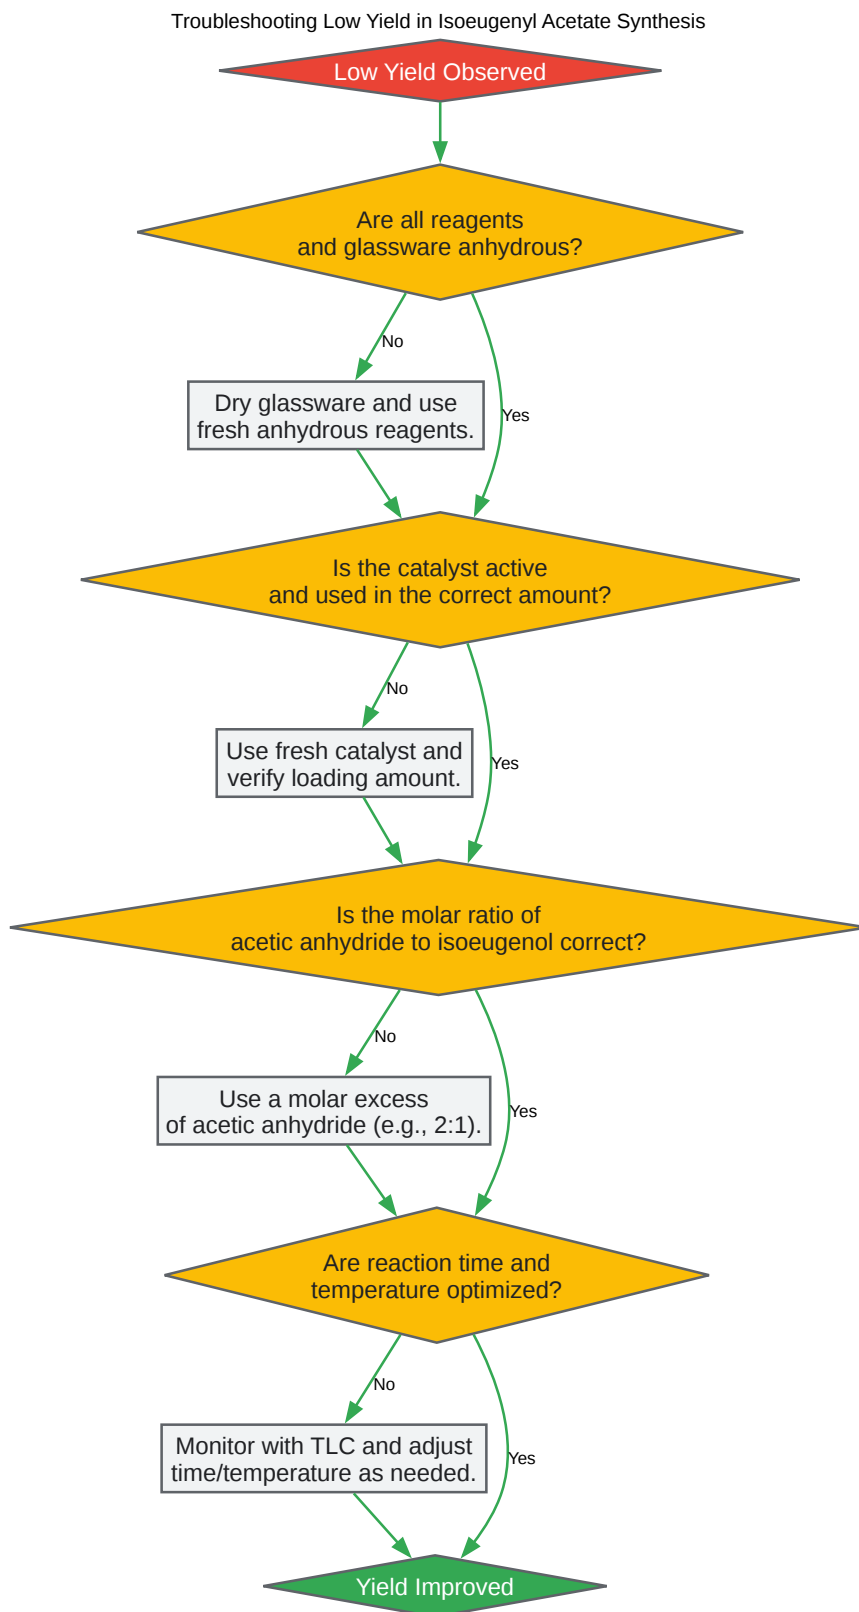 Troubleshooting Low Yield in Isoeugenyl Acetate Synthesis
Low Yield Observed
Are all reagents
and glassware anhydrous?
No
Dry glassware and use
fresh anhydrous reagents.
Yes
Is the catalyst active
and used in the correct amount?
No
Use fresh catalyst and
verify loading amount.
Yes
Is the molar ratio of
acetic anhydride to isoeugenol correct?
No
Use a molar excess
of acetic anhydride (e.g., 2:1).
Yes
Are reaction time and
temperature optimized?
No
Monitor with TLC and adjust
time/temperature as needed.
Yes
Yield Improved